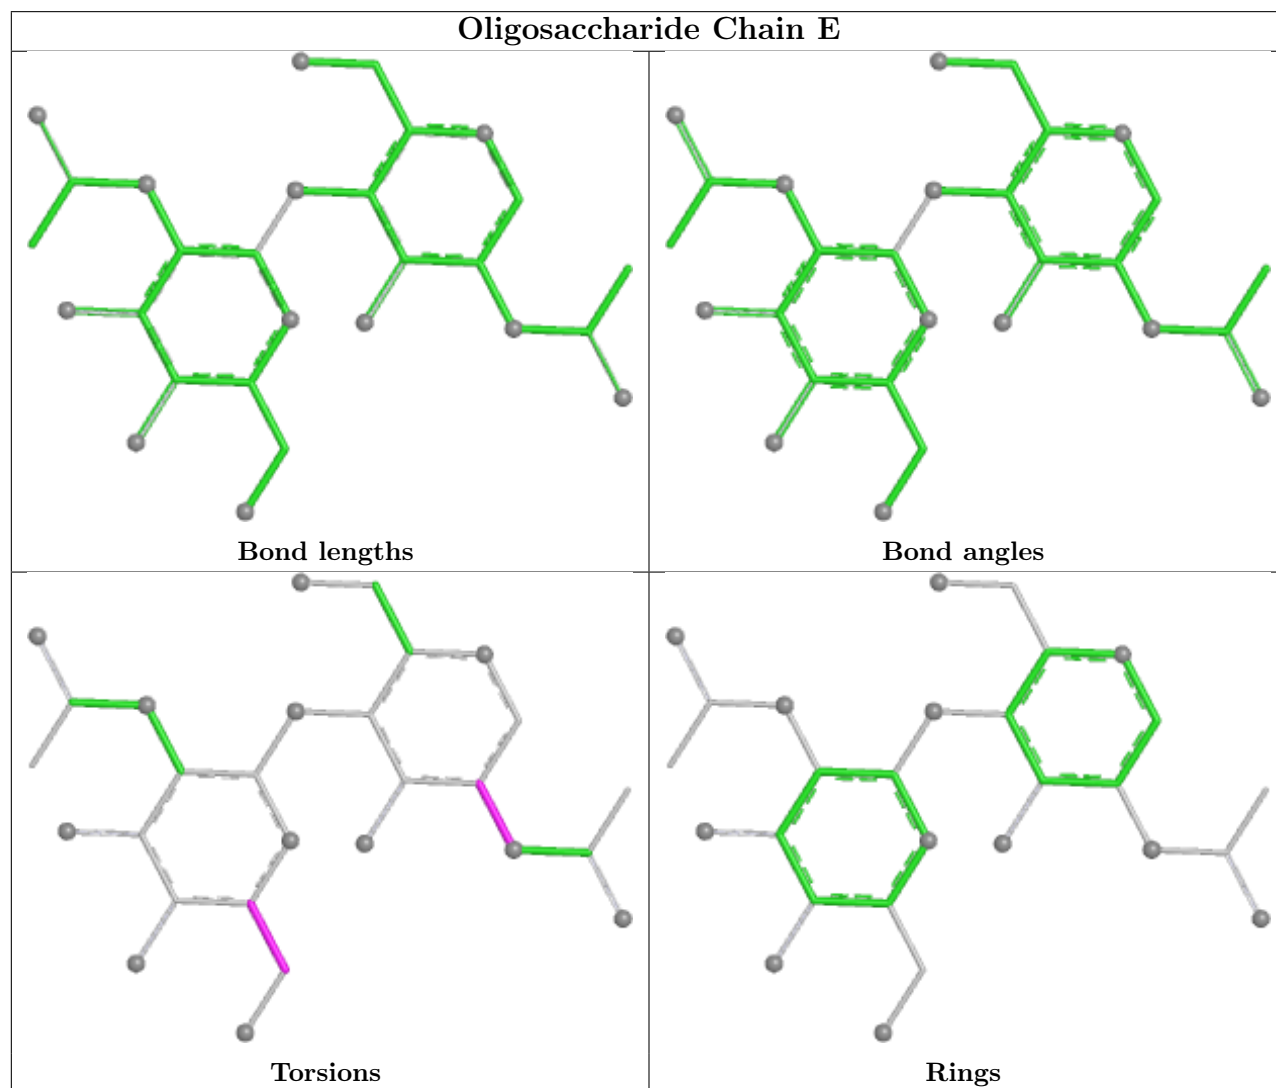 Oligosaccharide Chain E
Bond lengths
Bond angles
Torsions
Rings